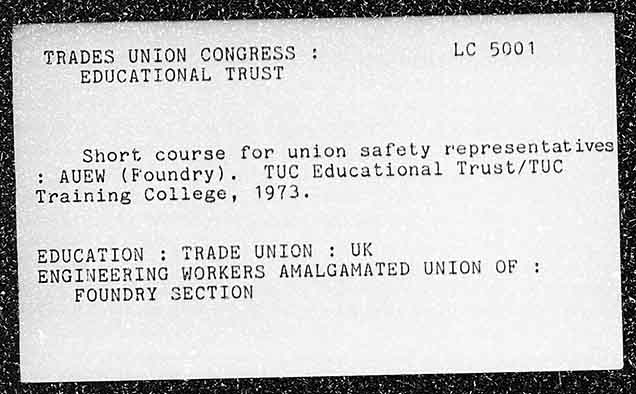 TRADES UNION CONGRESS : LC 5001
EDUCATIONAL TRUST
Short course for union safety representatives
: AUEW (Foundry). TUC Educational Trust/TUC
Training College, 1973.
EDUCATION : TRADE UNION : UK
ENGINEERING WORKERS AMALGAMATED UNION OF :
FOUNDRY SECTION